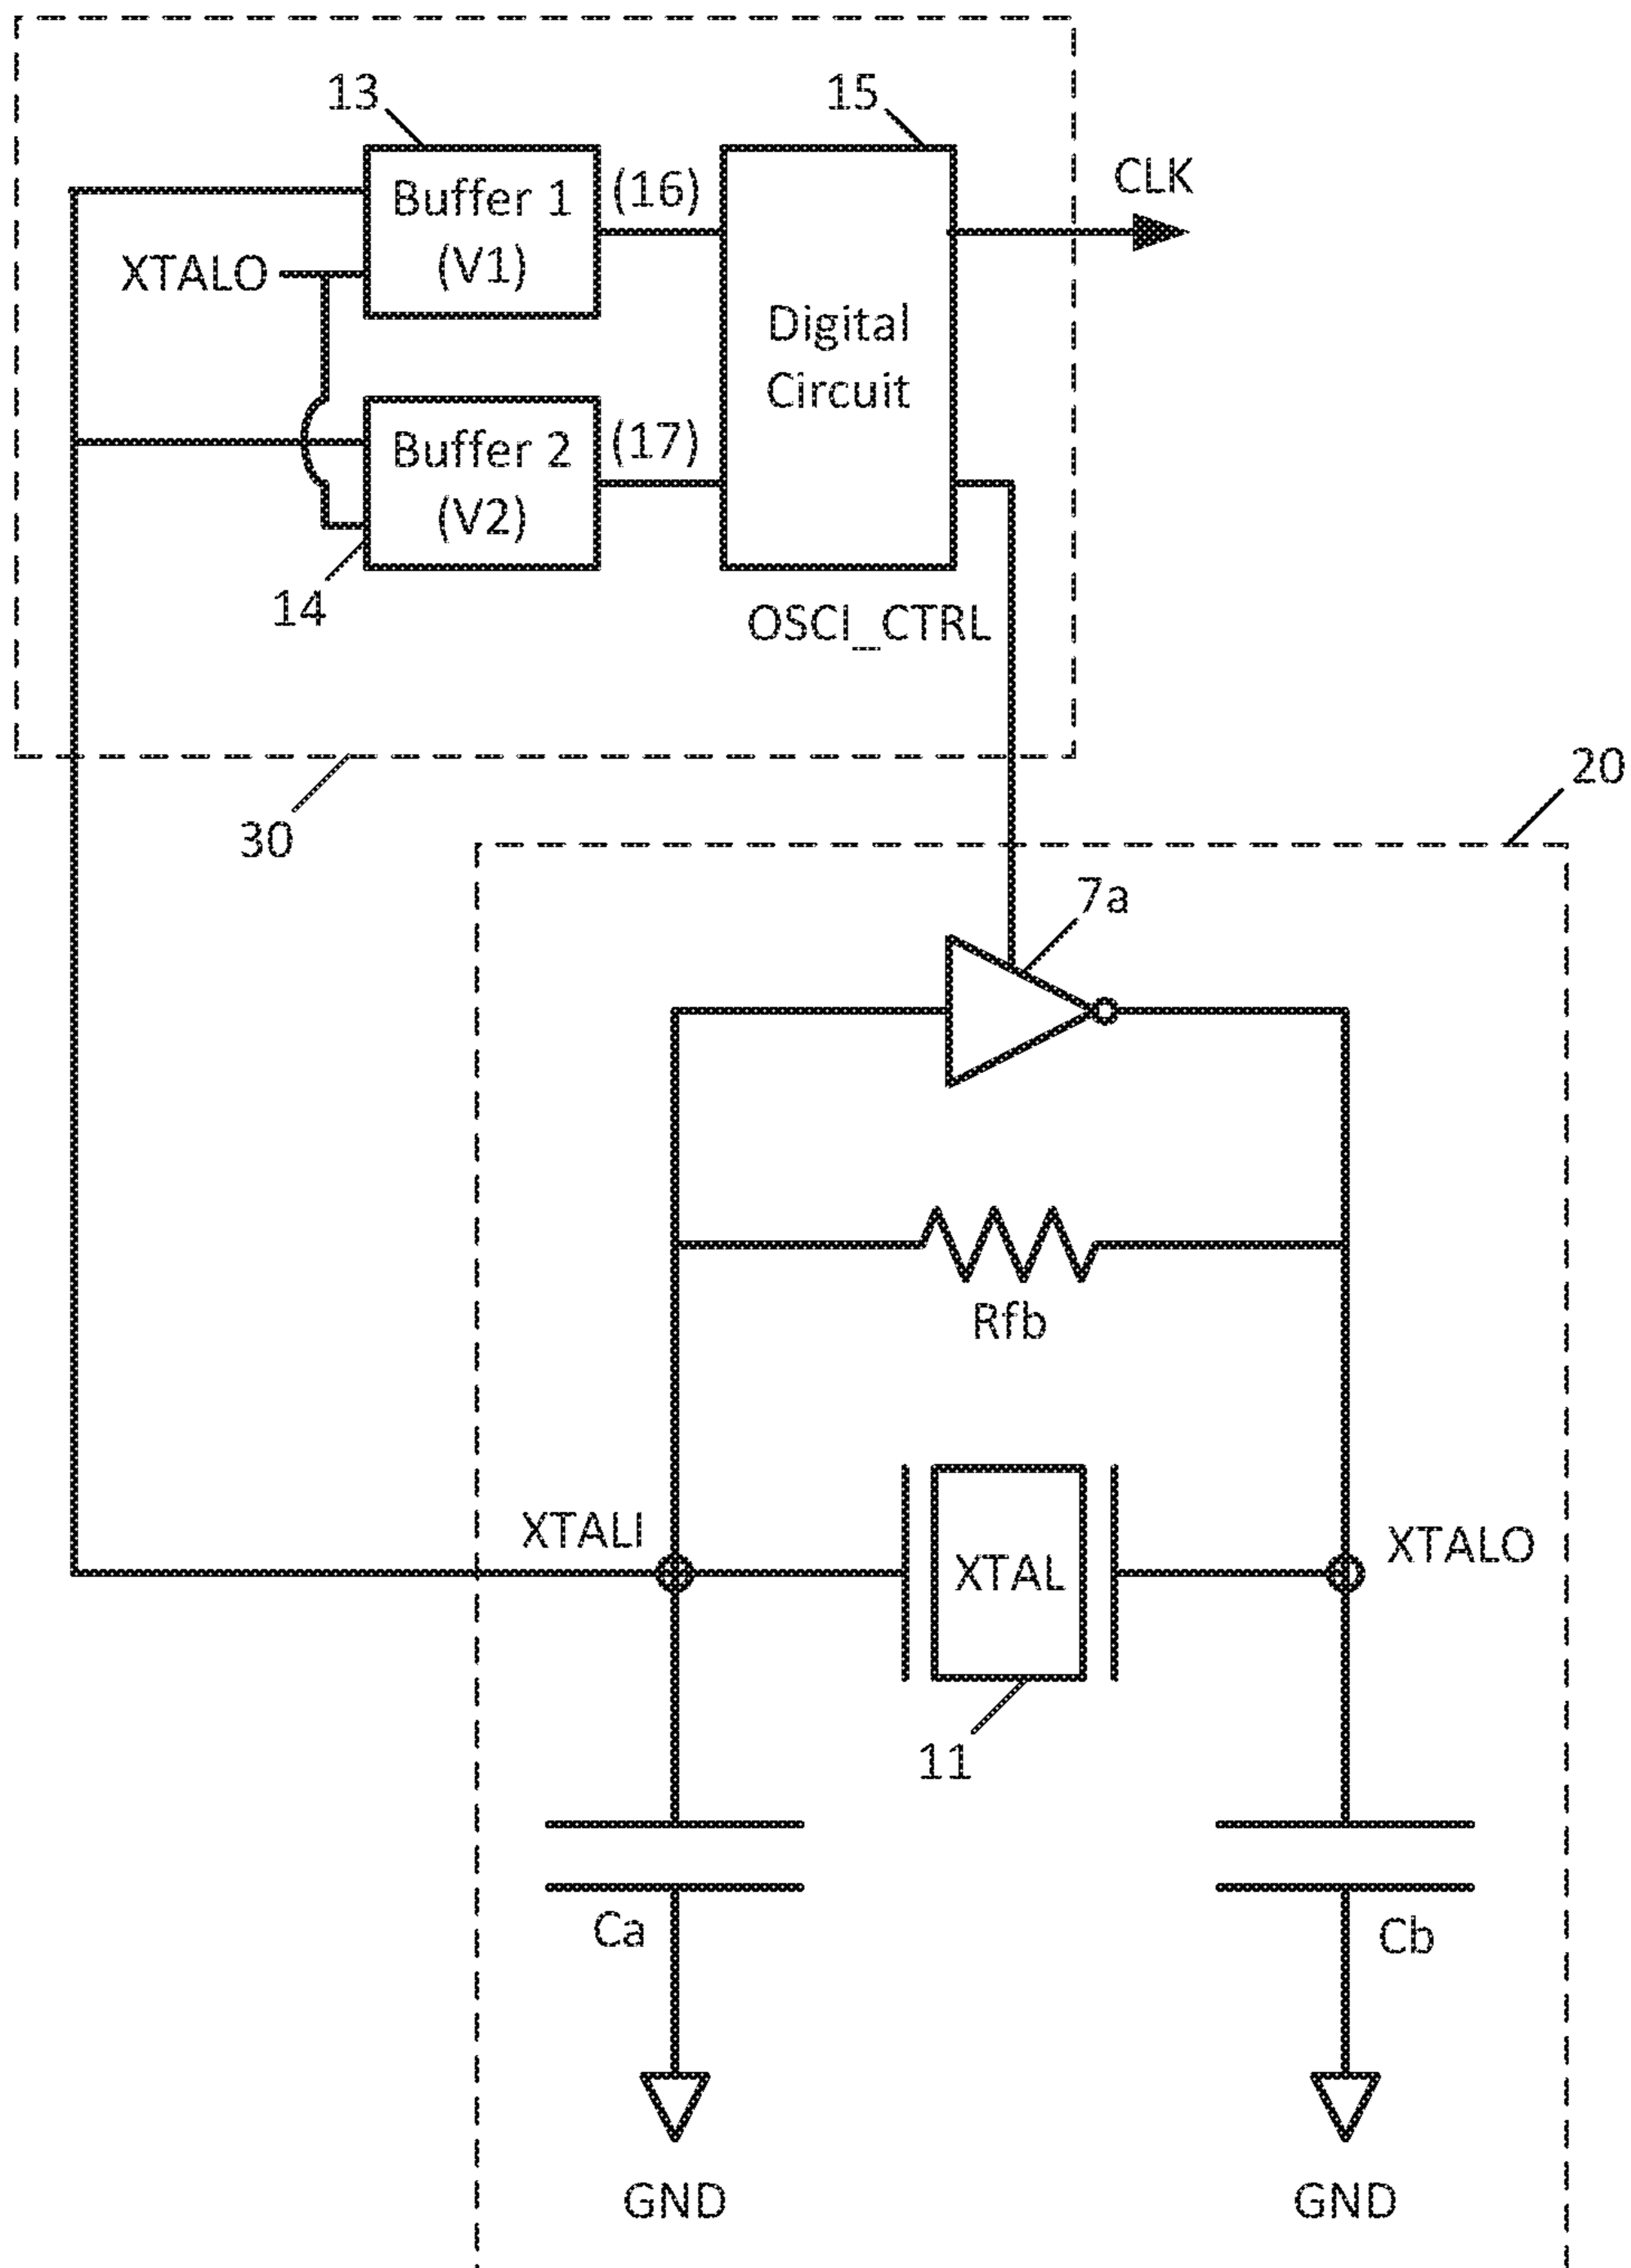 13
15
CLK
Buffer 1
(V1)
(16)
XTALO
Digital
Circuit
Buffer 2
(V2)
(17)
14
OSCI_CTRL
30
20
7a
Rfb
XTALI
XTAL
XTALO
11
Ca
Cb
GND
GND